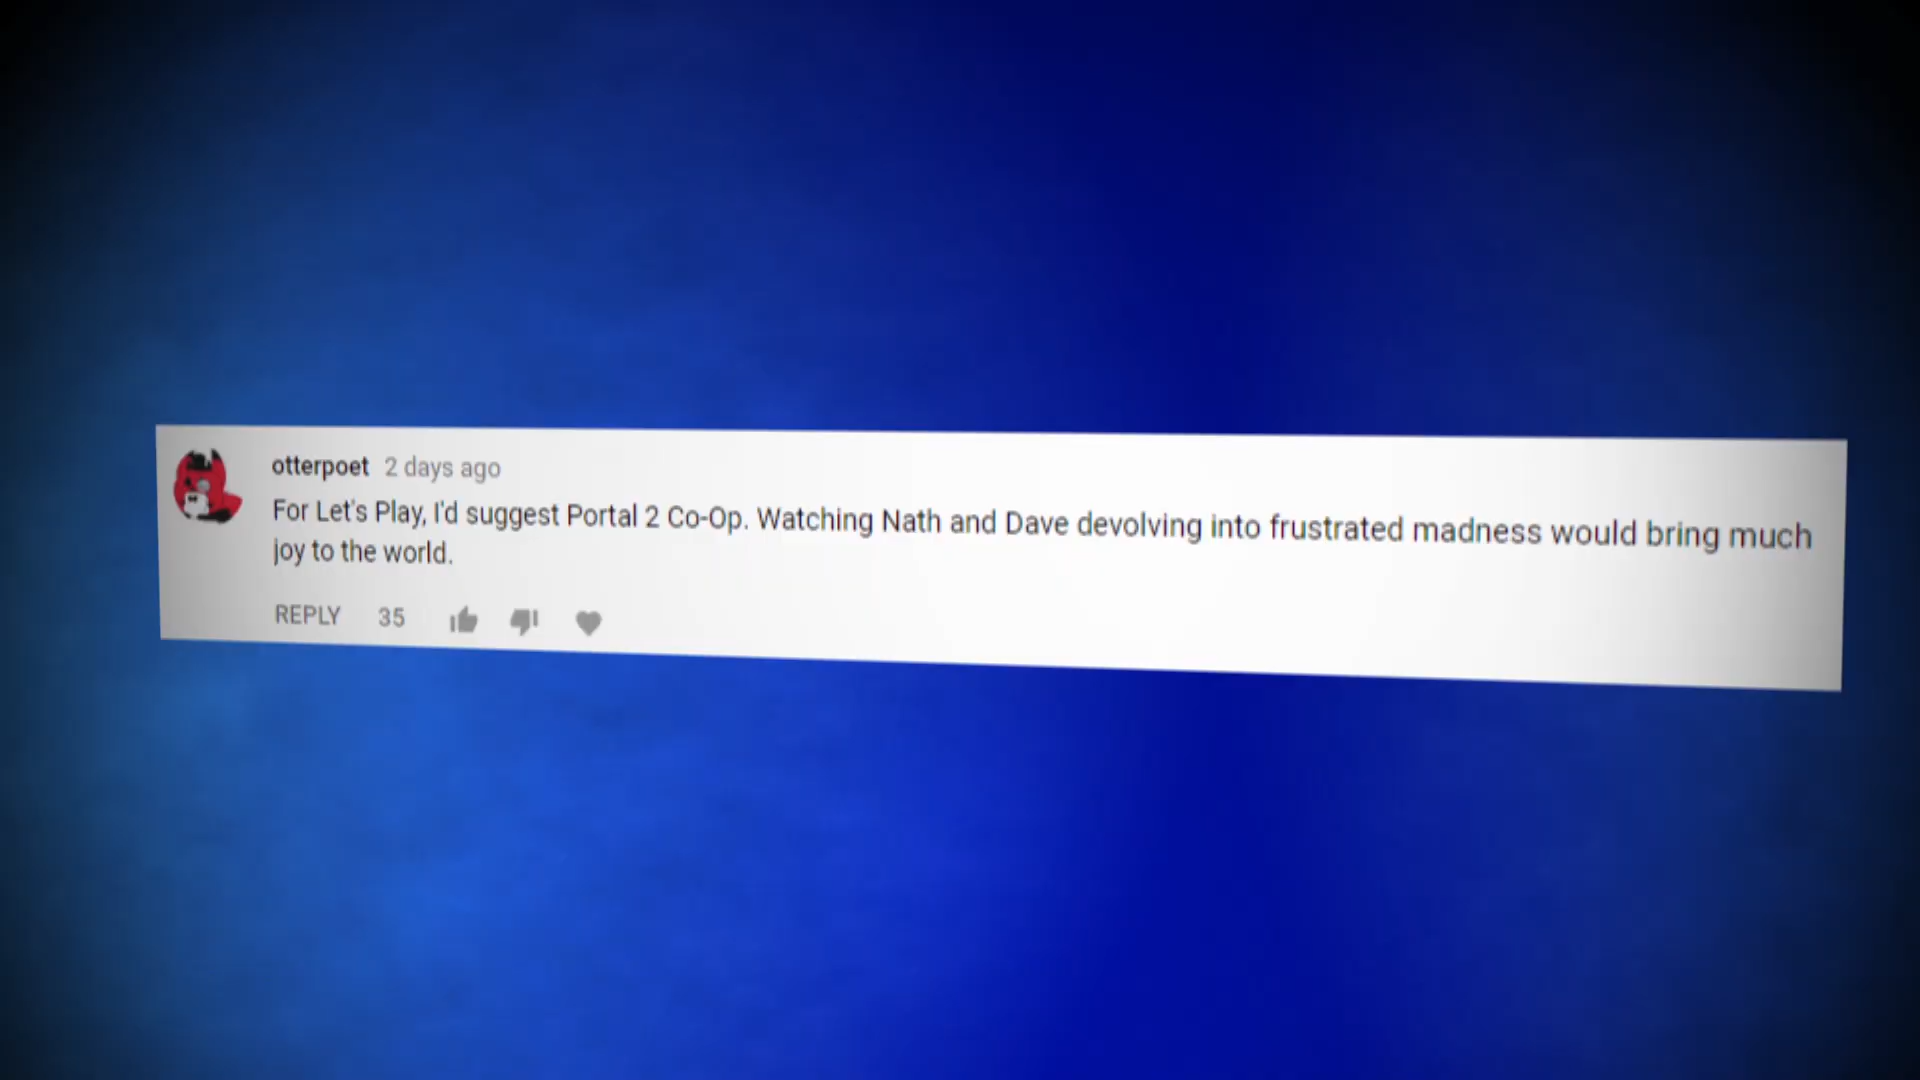 otterpoet 2 days ago
For Let's Play, I'd suggest Portal 2 Co-Op. Watching Nath and Dave devolving into frustrated madness would bring much
joy to the world.
REPLY 35